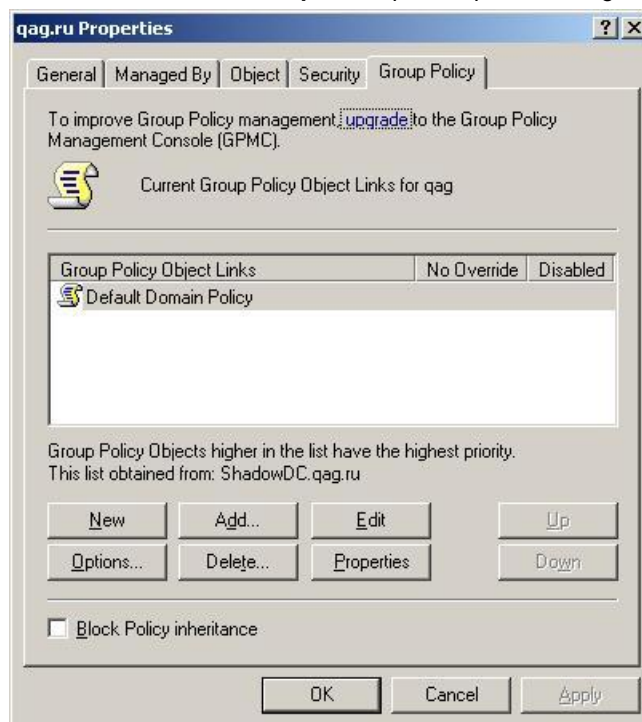 qag.ru Properties
General Managed By Object Security Group Policy
To improve Group Policy management, upgrade to the Group Policy
Management Console (GPMC).
Current Group Policy Object Links for qag
Group Policy Object Links No Override Disabled
Default Domain Policy
Group Policy Objects higher in the list have the highest priority.
This list obtained from: ShadowDC.qag.ru
New Add... Edit Up
Options... Delete... Properties Down
Block Policy inheritance
OK Cancel Apply